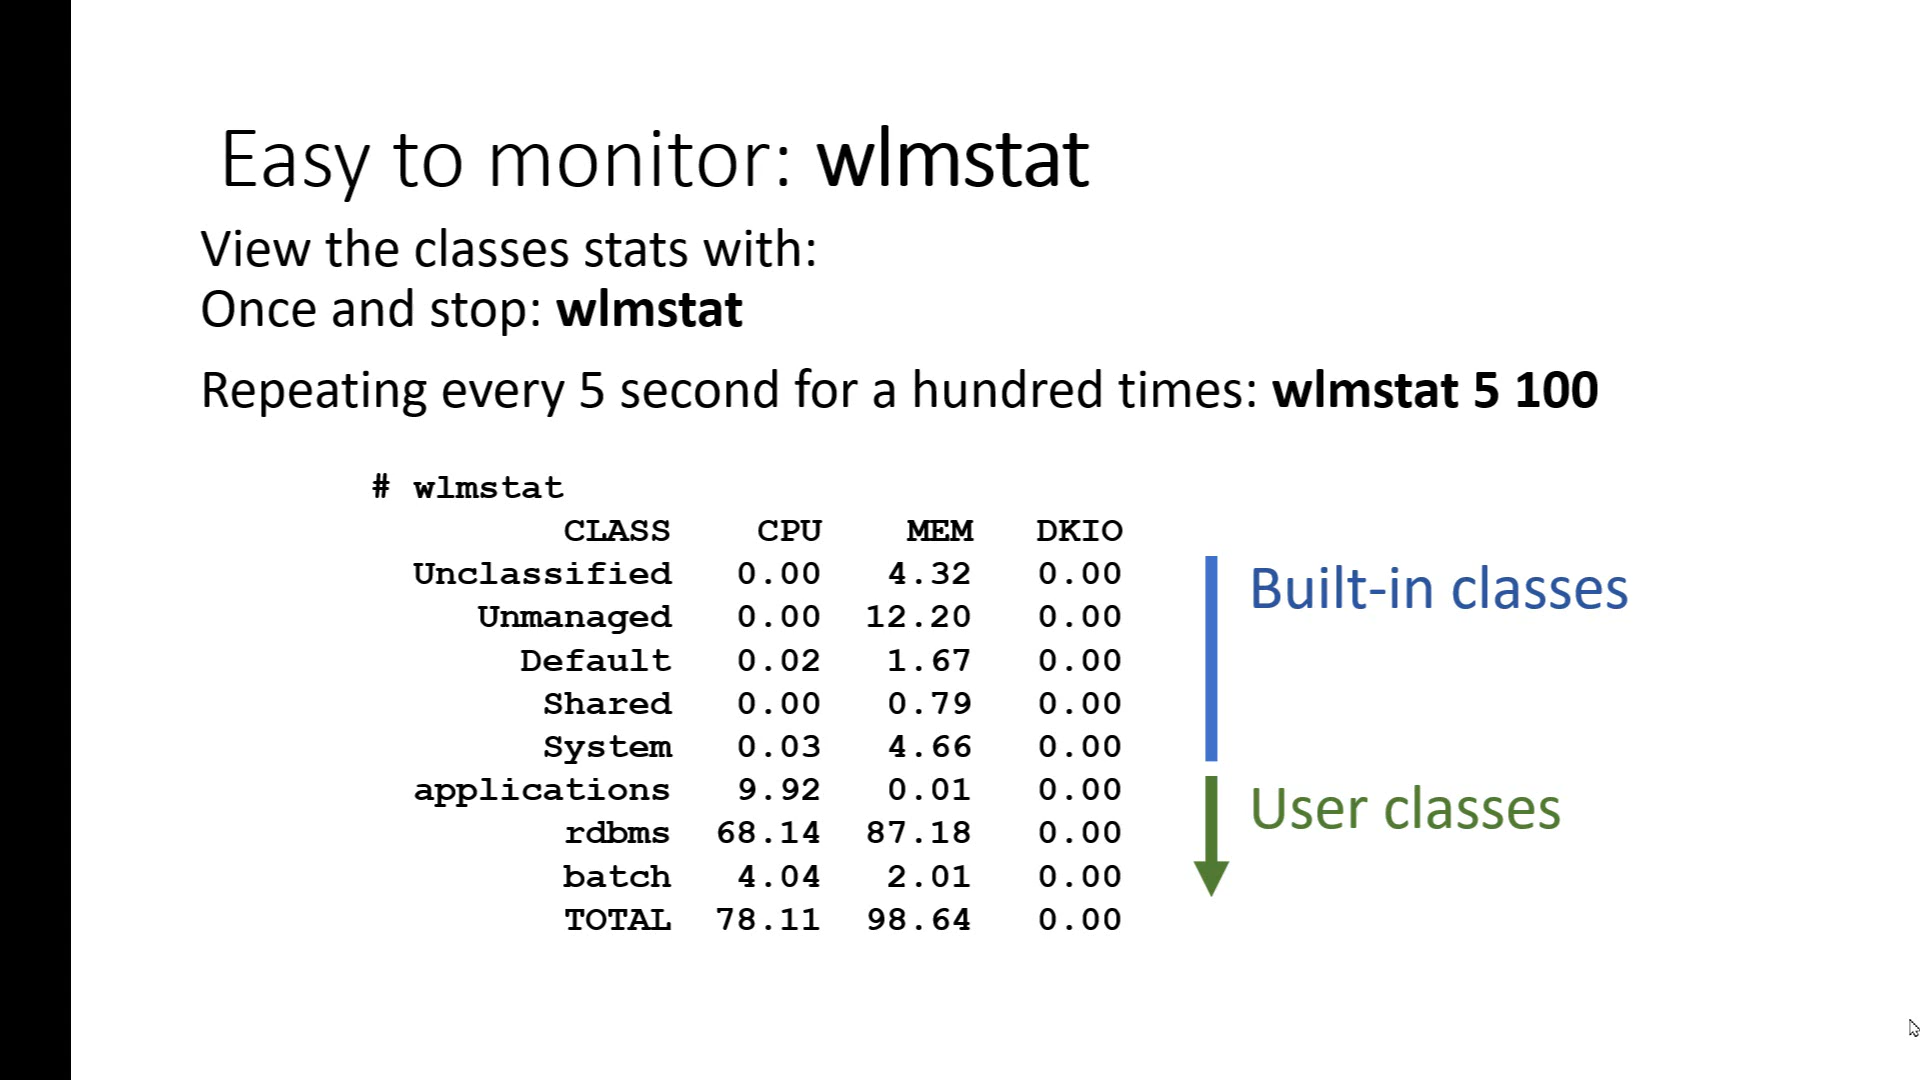 Easy to monitor: wlmstat
View the classes stats with:
Once and stop: wlmstat
Repeating every 5 second for a hundred times: wlmstat 5 100
# wlmstat
CLASS CPU MEM DKIO
Unclassified 0.00 4.32 0.00
Unmanaged 0.00 12.20 0.00
Default 0.02 1.67 0.00
Shared 0.00 0.79 0.00
System 0.03 4.66 0.00
applications 9.92 0.01 0.00
rdbms 68.14 87.18 0.00
batch 4.04 2.01 0.00
TOTAL 78.11 98.64 0.00
Built-in classes
User classes